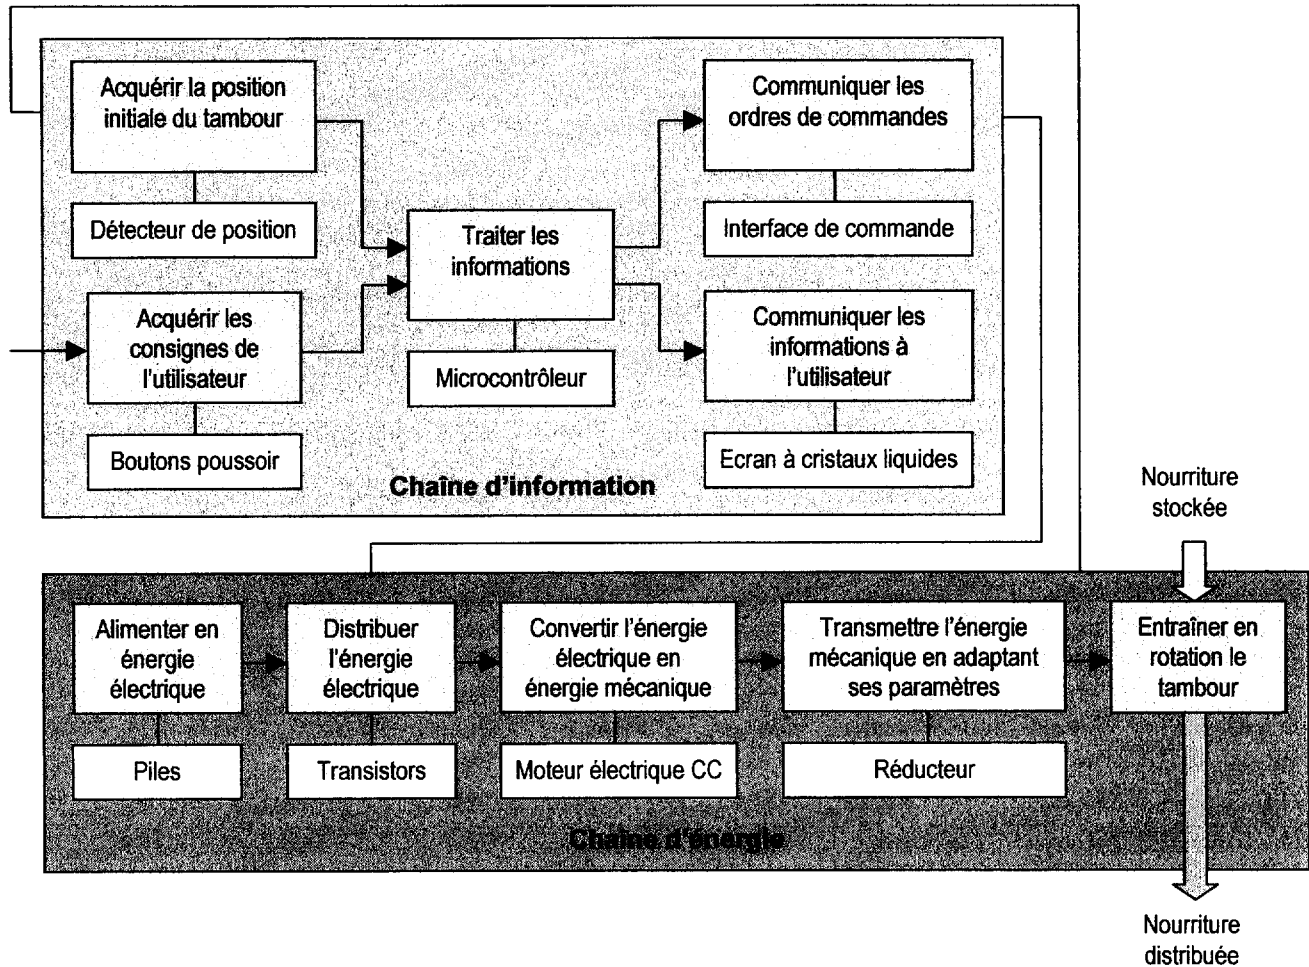 Acquérir la position
initiale du tambour
Détecteur de position
Acquérir les
consignes de
l'utilisateur
Boutons poussoir
Traiter les
informations
Microcontrôleur
Communiquer les
ordres de commandes
Interface de commande
Communiquer les
informations à
l'utilisateur
Ecran à cristaux liquides
Chaîne d'information
Nourriture
stockée
Alimenter en
énergie
électrique
Piles
Distribuer
l'énergie
électrique
Transistors
Convertir l'énergie
électrique en
énergie mécanique
Moteur électrique CC
Transmettre l'énergie
mécanique en adaptant
ses paramètres
Réducteur
Entraîner en
rotation le
tambour
Chaîne d'énergie
Nourriture
distribuée